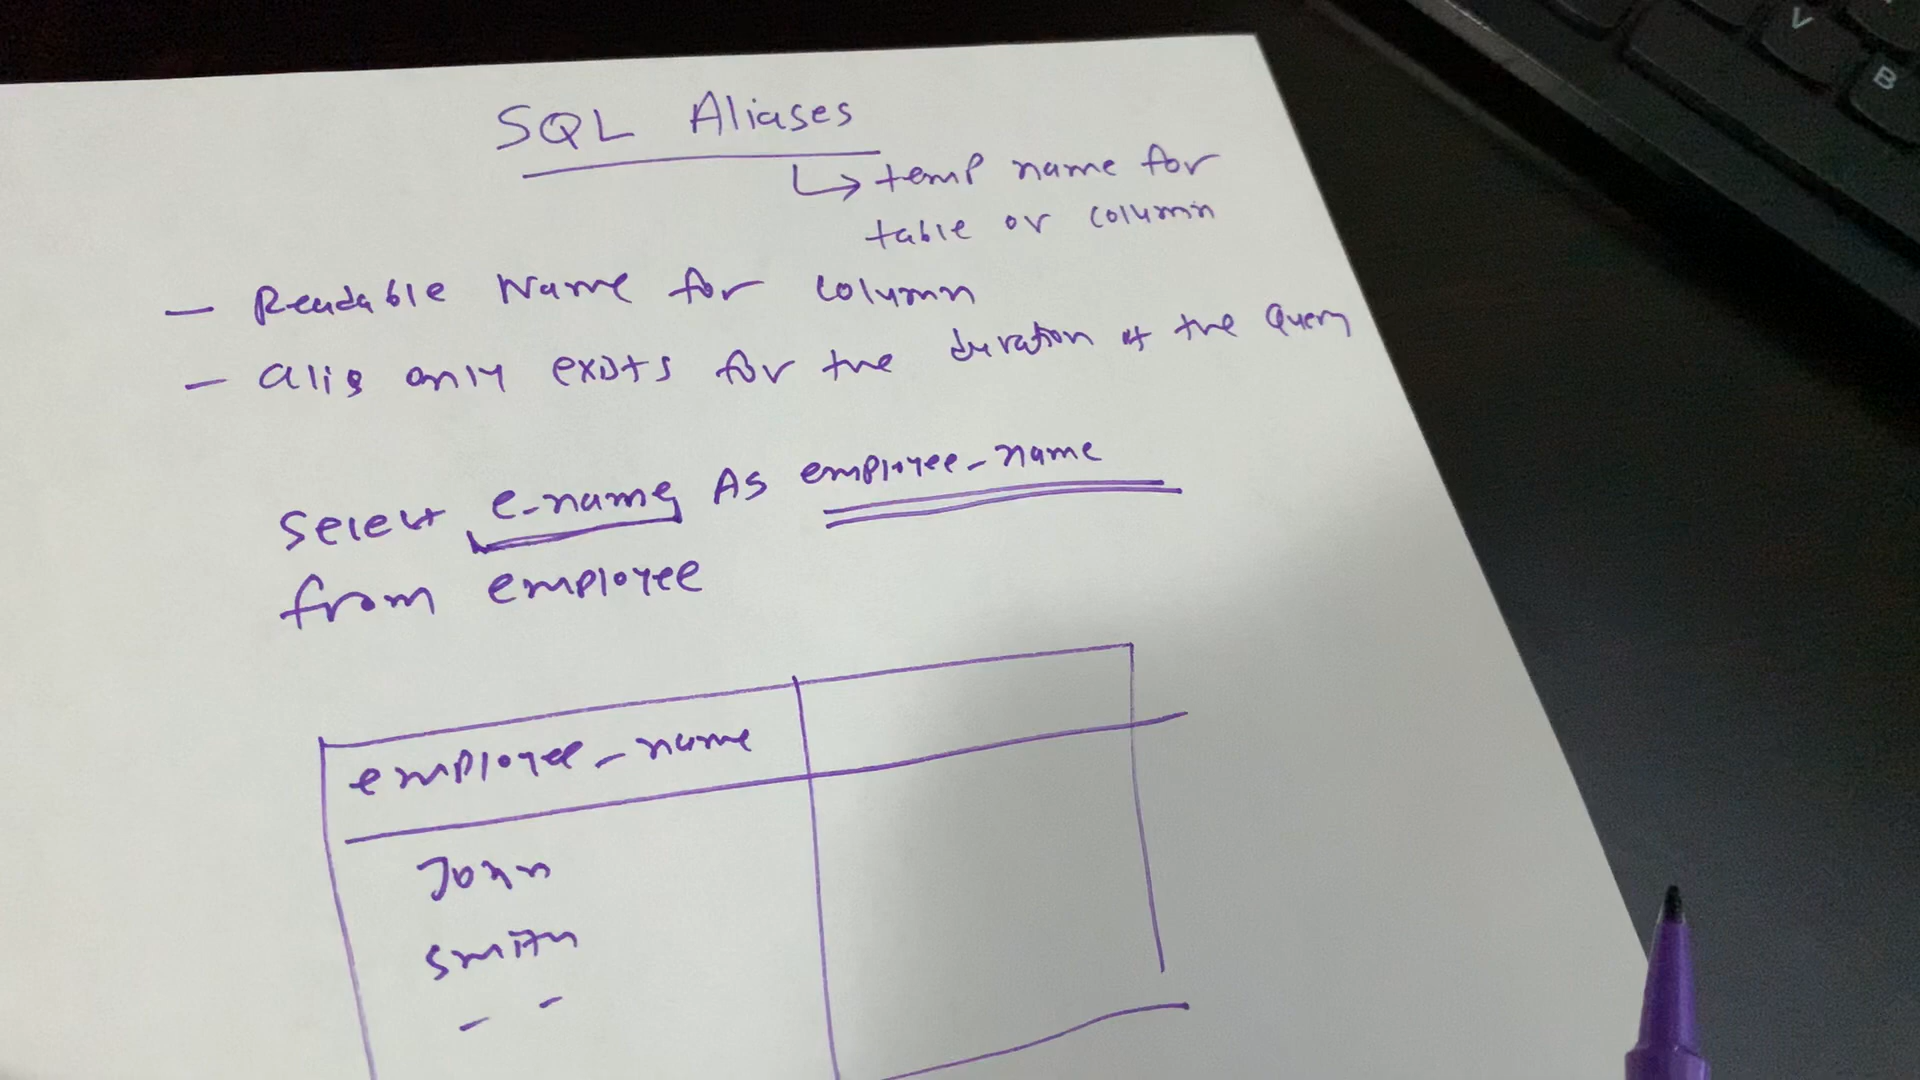 SQL Aliases
temp name for
table or column
- Readable Name for column
- alis only exists for the duration of the Query
Select e-name As employee-name
from employee
employee-name
John
smith
- -
V
B